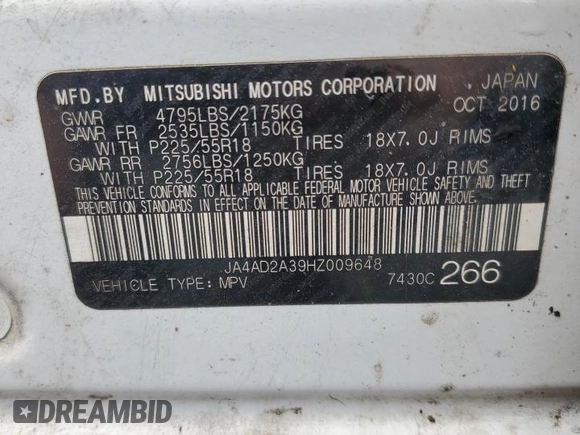 MFD.BY MITSUBISHI MOTORS CORPORATION JAPAN
GVWR 4795LBS/2175KG OCT 2016
GAWR FR 2535LBS/1150KG
WITH P225/55R18 TIRES 18X7.0J RIMS
GAWR RR 2756LBS/1250KG
WITH P225/55R18 TIRES 18X7.0J RIMS
THIS VEHICLE CONFORMS TO ALL APPLICABLE FEDERAL MOTOR VEHICLE SAFETY AND THEFT
PREVENTION STANDARDS IN EFFECT ON THE DATE OF MANUFACTURE SHOWN ABOVE.
JA4AD2A39HZ009648
VEHICLE TYPE: MPV 7430C 266
DREAMBID